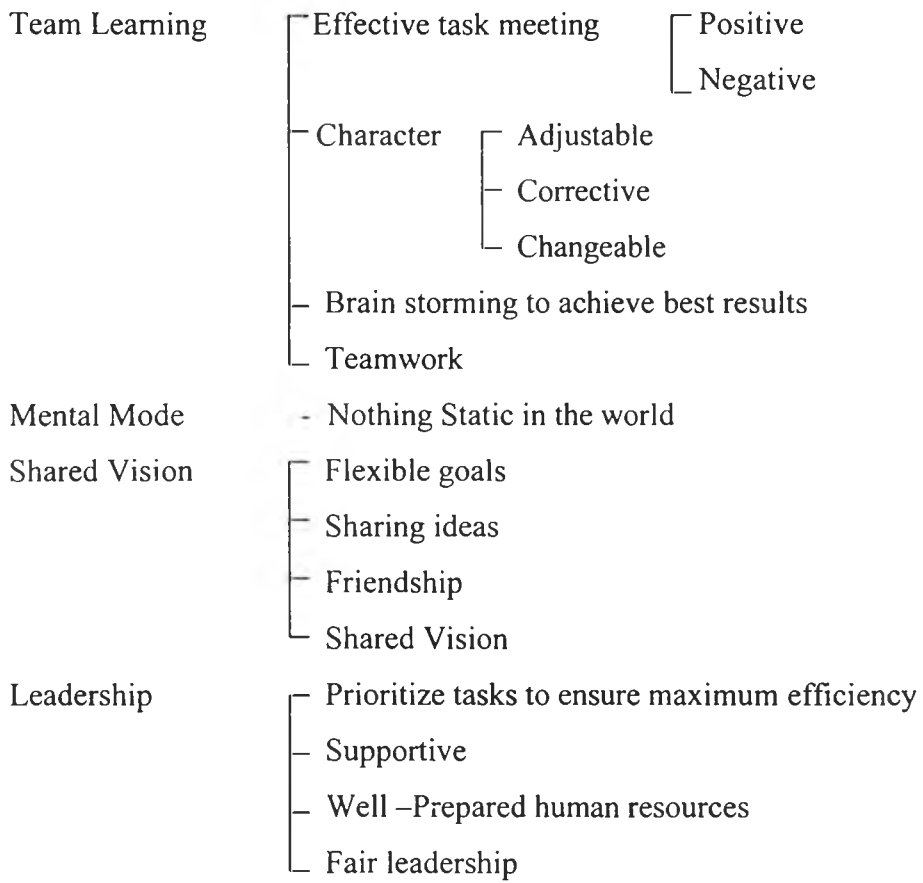 Team Learning Effective task meeting Positive
Negative
Character Adjustable
Corrective
Changeable
Brain storming to achieve best results
Teamwork
Mental Mode - Nothing Static in the world
Shared Vision Flexible goals
Sharing ideas
Friendship
Shared Vision
Leadership Prioritize tasks to ensure maximum efficiency
Supportive
Well –Prepared human resources
Fair leadership